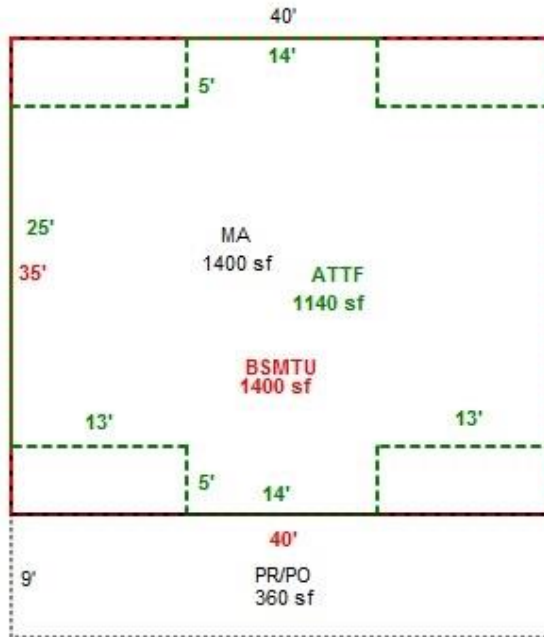 40'
14'
5'
25'
MA
1400 sf
35'
ATTF
1140 sf
BSMTU
1400 sf
13'
13'
5'
14'
40'
9'
PR/PO
360 sf